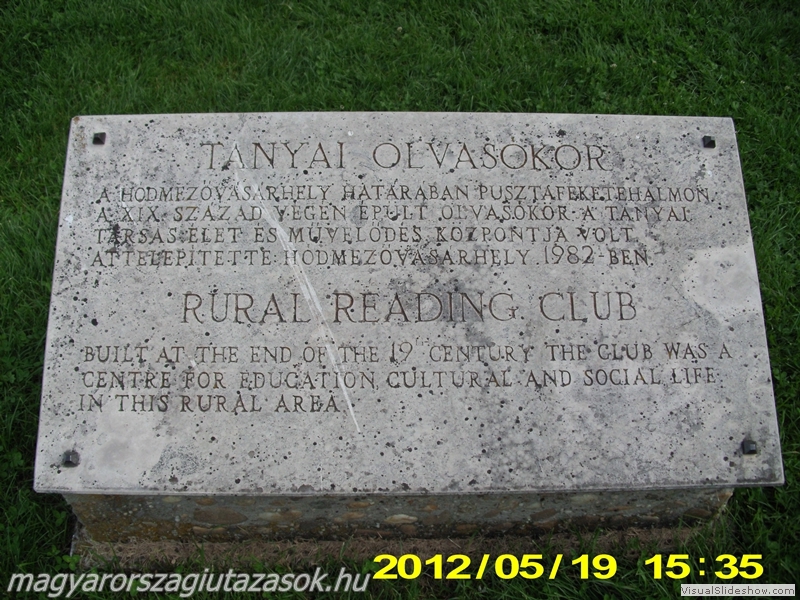 TANYAI OLVASOKÖR
A HÓDMEZŐVÁSÁRHELY HATÁRÁBAN PUSZTAFEKETEHALMON,
A XIX. SZÁZAD VÉGÉN ÉPÜLT OLVASÓKÖR A TANYAI
TÁRSAS ÉLET ÉS MŰVELŐDÉS KÖZPONTJA VOLT.
ÁTTELEPÍTETTE: HÓDMEZŐVÁSÁRHELY 1982-BEN.
RURAL READING CLUB
BUILT AT THE END OF THE 19TH CENTURY THE CLUB WAS A
CENTRE FOR EDUCATION, CULTURAL AND SOCIAL LIFE
IN THIS RURAL AREA.
magyarorszagiutazasok.hu
2012/05/19 15:35
VisualSlideshow.com